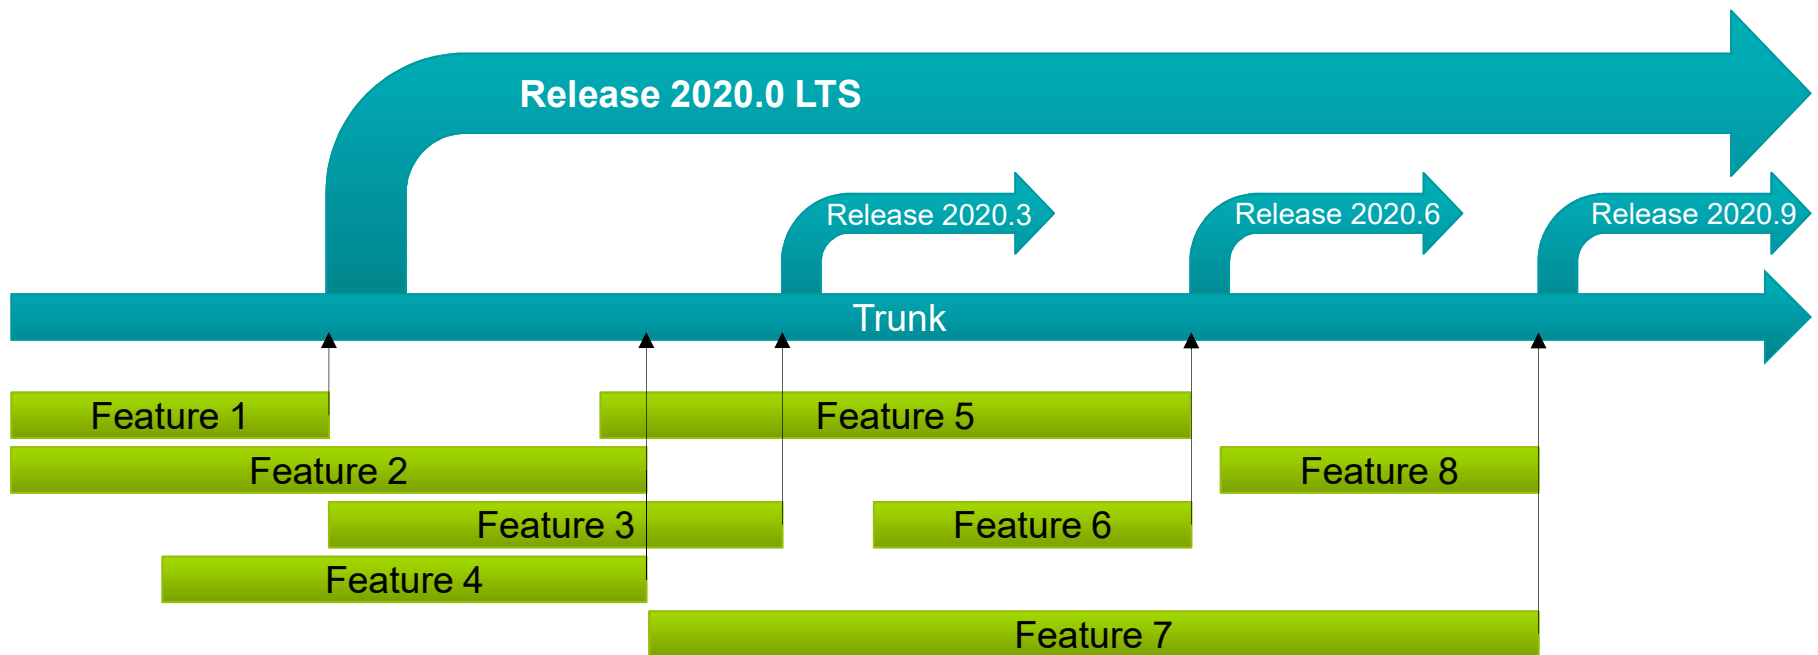 Release 2020.0 LTS
Release 2020.3
Release 2020.6
Release 2020.9
Trunk
Feature 1
Feature 5
Feature 2
Feature 8
Feature 3
Feature 6
Feature 4
Feature 7